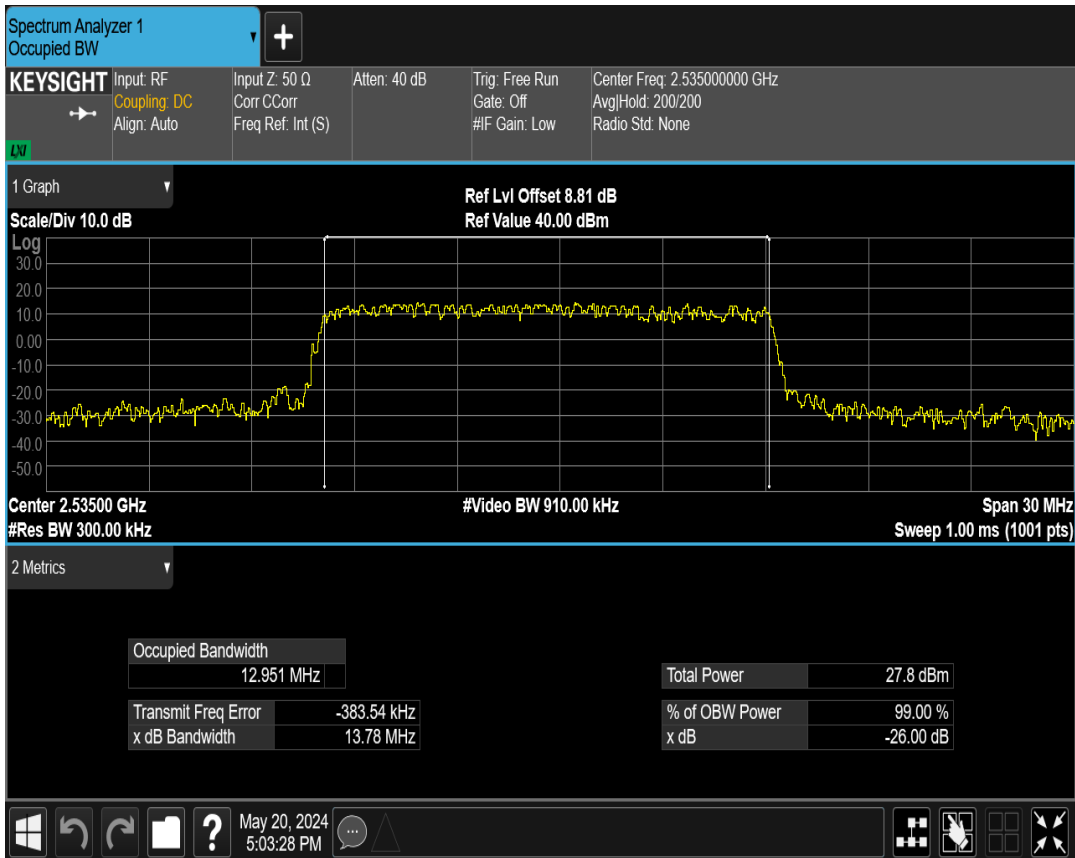 Spectrum Analyzer 1
Occupied BW
+
KEYSIGHT
LXI
Input: RF
Coupling: DC
Align: Auto
Input Z: 50 Ω
Corr CCorr
Freq Ref: Int (S)
Atten: 40 dB
Trig: Free Run
Gate: Off
#IF Gain: Low
Center Freq: 2.535000000 GHz
Avg|Hold: 200/200
Radio Std: None
1 Graph
Scale/Div 10.0 dB
Ref Lvl Offset 8.81 dB
Ref Value 40.00 dBm
Log
30.0
20.0
10.0
0.00
-10.0
-20.0
-30.0
-40.0
-50.0
Center 2.53500 GHz
#Video BW 910.00 kHz
Span 30 MHz
#Res BW 300.00 kHz
Sweep 1.00 ms (1001 pts)
2 Metrics
Occupied Bandwidth
12.951 MHz
Total Power 27.8 dBm
Transmit Freq Error -383.54 kHz
% of OBW Power 99.00 %
x dB Bandwidth 13.78 MHz
x dB -26.00 dB
?
May 20, 2024
5:03:28 PM